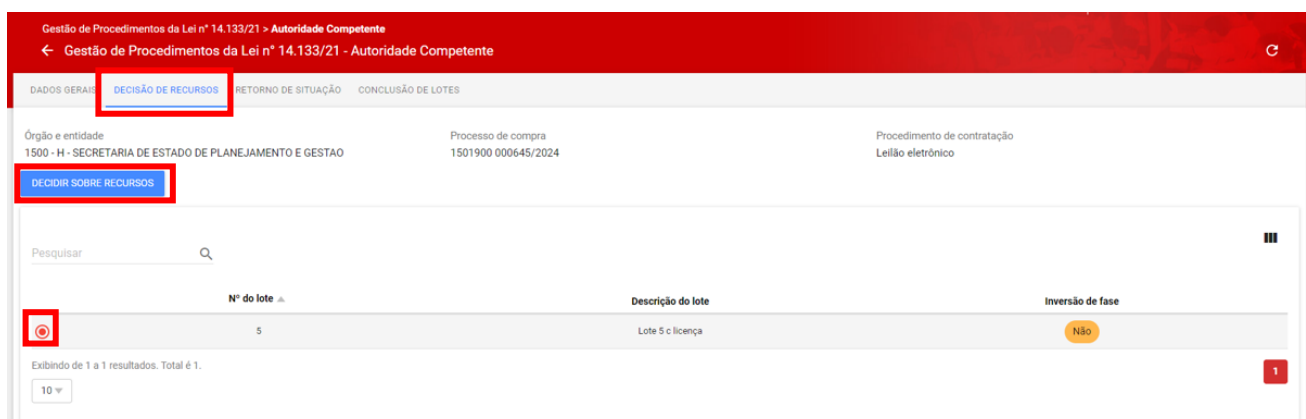 Gestão de Procedimentos da Lei n° 14.133/21 > Autoridade Competente
Gestão de Procedimentos da Lei n° 14.133/21 - Autoridade Competente
DADOS GERAIS DECISÃO DE RECURSOS RETORNO DE SITUAÇÃO CONCLUSÃO DE LOTES
Órgão e entidade Processo de compra Procedimento de contratação
1500 - H - SECRETARIA DE ESTADO DE PLANEJAMENTO E GESTAO 1501900 000645/2024 Leilão eletrônico
DECIDIR SOBRE RECURSOS
Pesquisar
Nº do lote Descrição do lote Inversão de fase
5 Lote 5 c licença Não
Exibindo de 1 a 1 resultados. Total é 1.
1
10